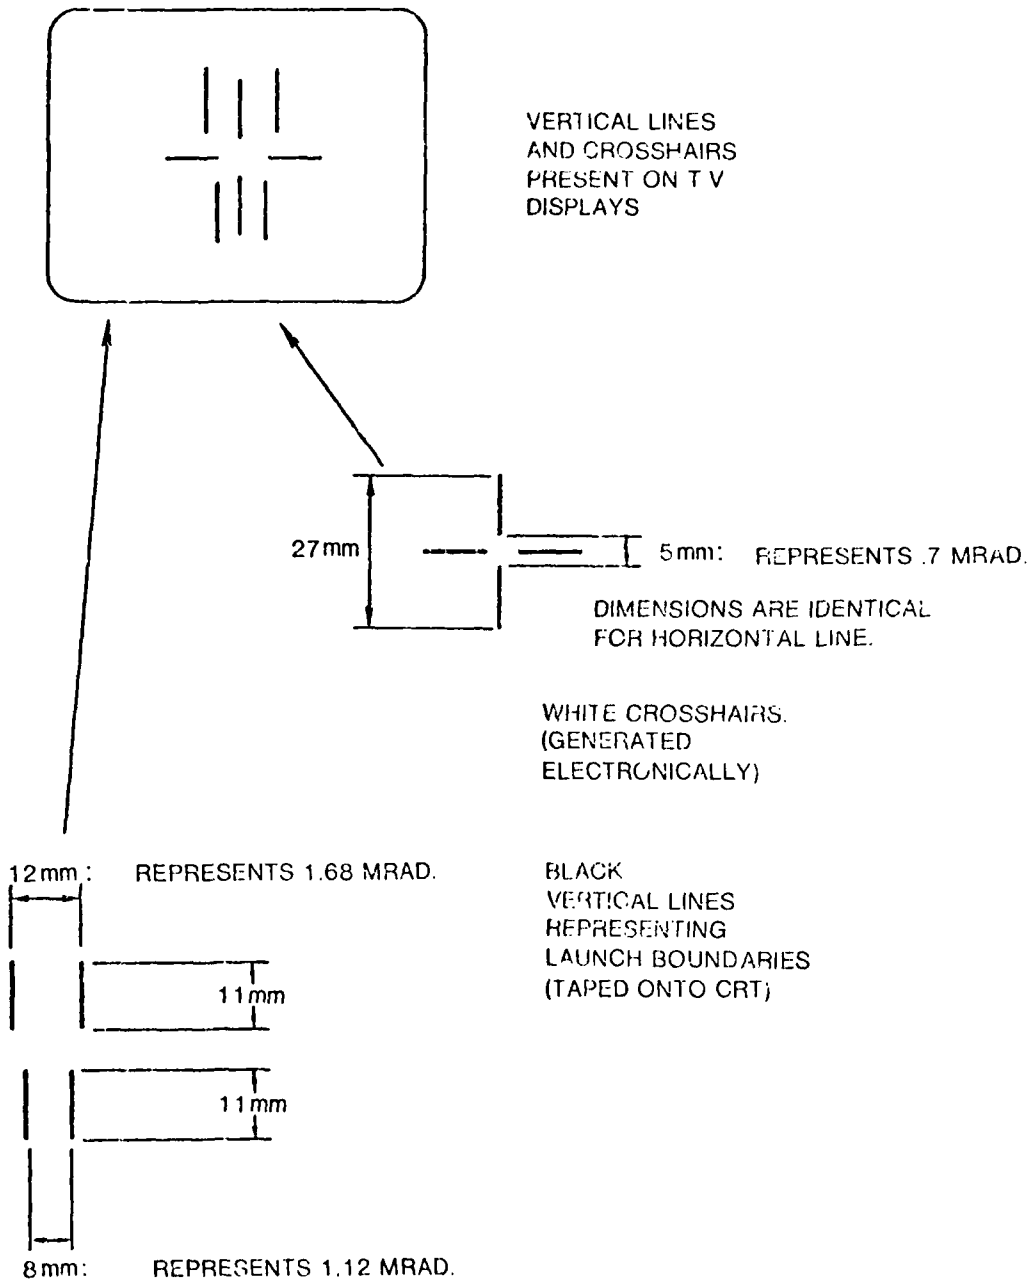 VERTICAL LINES
AND CROSSHAIRS
PRESENT ON T V
DISPLAYS
27mm
5mm: REPRESENTS .7 MRAD.
DIMENSIONS ARE IDENTICAL
FOR HORIZONTAL LINE.
WHITE CROSSHAIRS.
(GENERATED
ELECTRONICALLY)
12mm: REPRESENTS 1.68 MRAD.
BLACK
VERTICAL LINES
REPRESENTING
LAUNCH BOUNDARIES
(TAPED ONTO CRT)
11mm
11mm
8mm: REPRESENTS 1.12 MRAD.